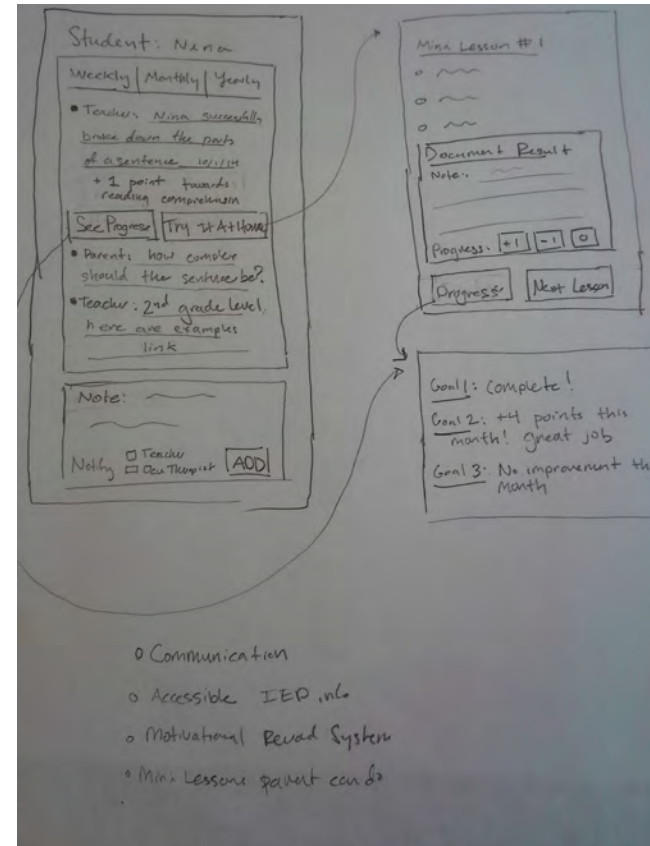 Student: Nina
Weekly | Monthly | Yearly
• Teacher: Nina successfully
broke down the parts
of a sentence 10/1/14
+ 1 point towards
reading comprehension
See Progress
Try It At Home
• Parent: how complex
should the sentence be?
• Teacher: 2nd grade level,
here are examples
link
Note:
Notify
Teacher
Occu Therapist
ADD
Mini Lesson #1
Document Result
Note:
Progress: +1 -1 0
Progress
Next Lesson
Goal 1: Complete!
Goal 2: +4 points this
month! great job
Goal 3: No improvement
month
o Communication
o Accessible IEP info
o Motivational System
o Mini Lessons parent can do